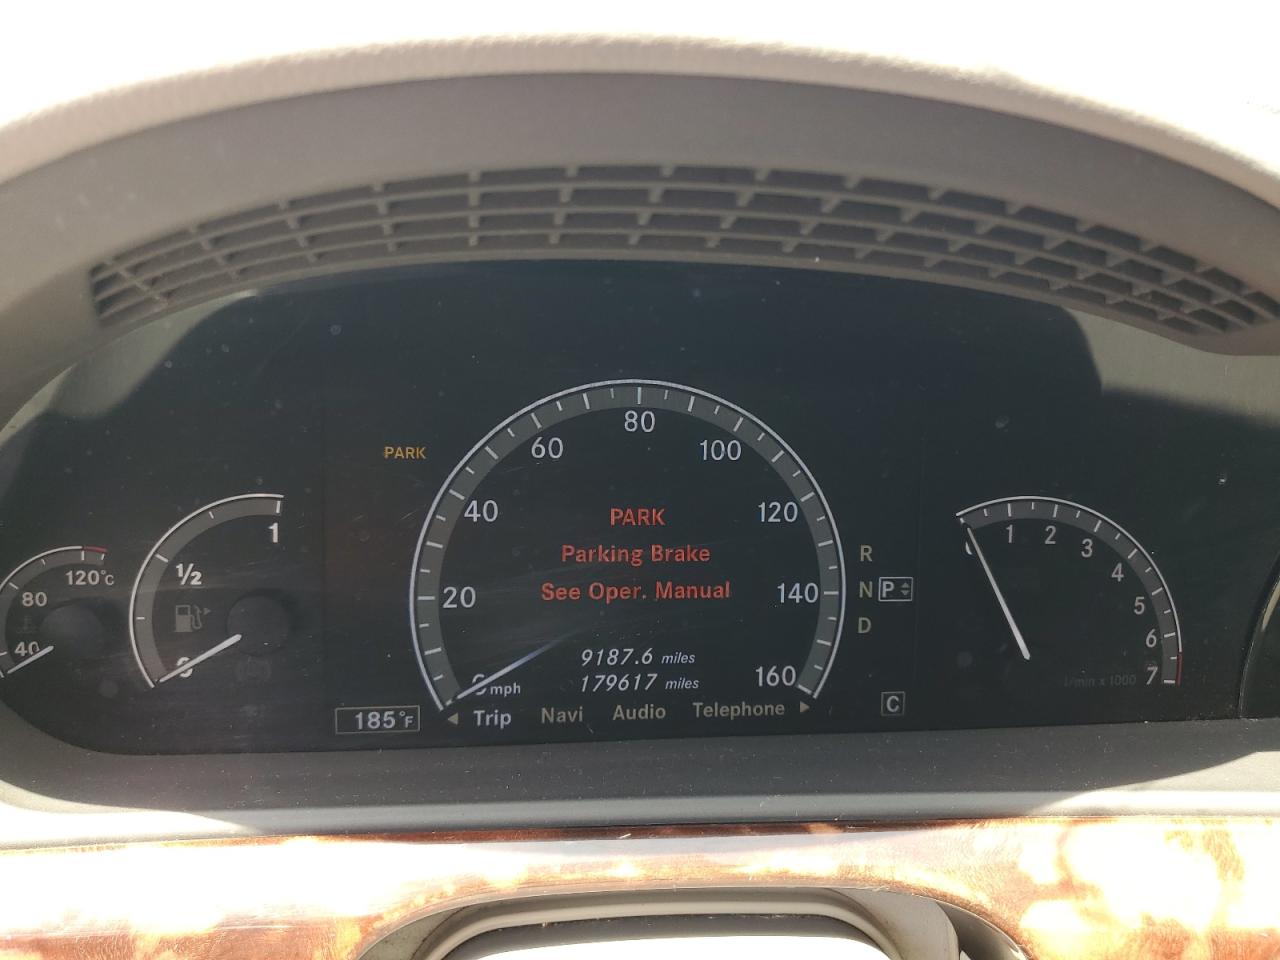 PARK
120°C
80
40
1
1/2
20
40
60
80
100
120
140
160
mph
PARK
Parking Brake
See Oper. Manual
9187.6 miles
179617 miles
185°F
Trip Navi Audio Telephone
R
N P
D
C
1 2 3 4 5 6 7
1/min x 1000